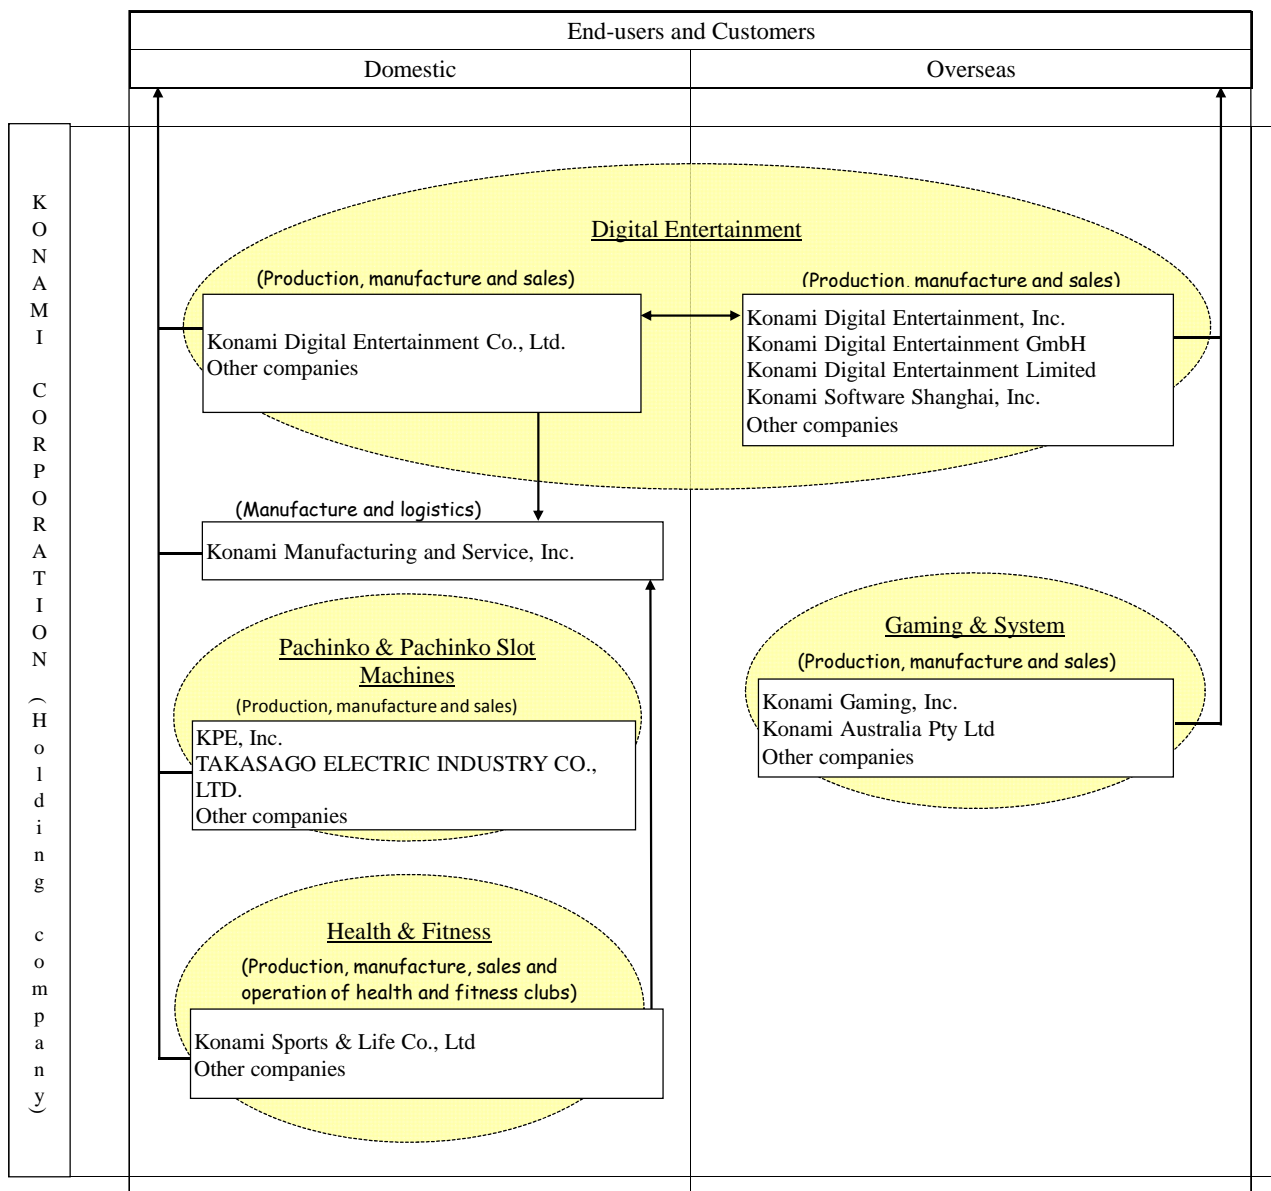 End-users and Customers
Domestic
Overseas
KONAMI CORPORATION (Holding company)
Digital Entertainment
(Production, manufacture and sales)
Konami Digital Entertainment Co., Ltd.
Other companies
(Production, manufacture and sales)
Konami Digital Entertainment, Inc.
Konami Digital Entertainment GmbH
Konami Digital Entertainment Limited
Konami Software Shanghai, Inc.
Other companies
(Manufacture and logistics)
Konami Manufacturing and Service, Inc.
Pachinko & Pachinko Slot
Machines
(Production, manufacture and sales)
KPE, Inc.
TAKASAGO ELECTRIC INDUSTRY CO.,
LTD.
Other companies
Gaming & System
(Production, manufacture and sales)
Konami Gaming, Inc.
Konami Australia Pty Ltd
Other companies
Health & Fitness
(Production, manufacture, sales and
operation of health and fitness clubs)
Konami Sports & Life Co., Ltd
Other companies